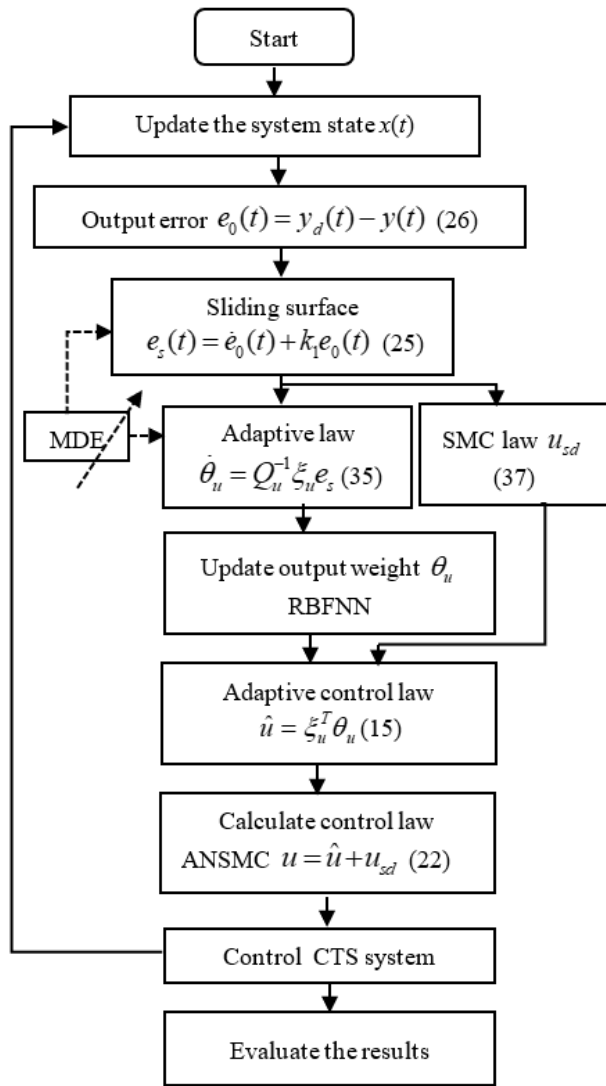 Start
Update the system state x(t)
Output error e₀(t) = y_d(t) − y(t) (26)
Sliding surface
e_s(t) = ė₀(t) + k₁e₀(t) (25)
MDE
Adaptive law
θ̇_u = Q_u⁻¹ξ_u e_s (35)
SMC law u_sd
(37)
Update output weight θ_u
RBFNN
Adaptive control law
û = ξ_u^T θ_u (15)
Calculate control law
ANSMC u = û + u_sd (22)
Control CTS system
Evaluate the results